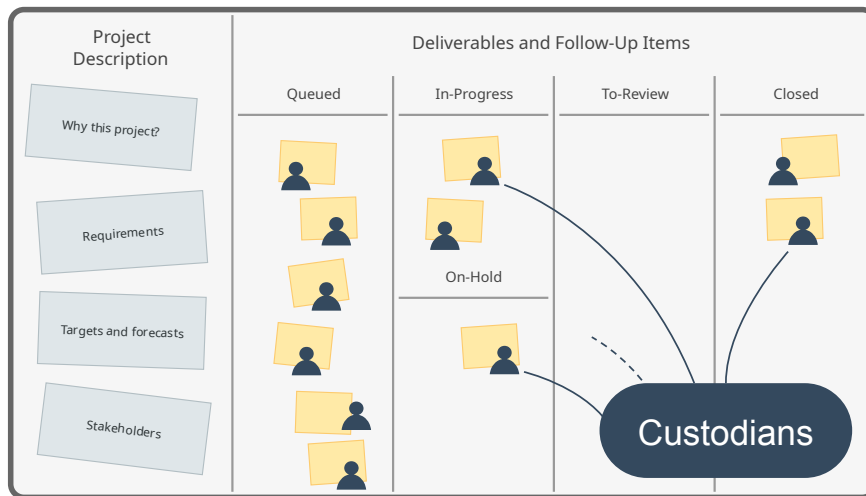 Project
Description
Deliverables and Follow-Up Items
Queued
In-Progress
To-Review
Closed
Why this project?
Requirements
On-Hold
Targets and forecasts
Stakeholders
Custodians